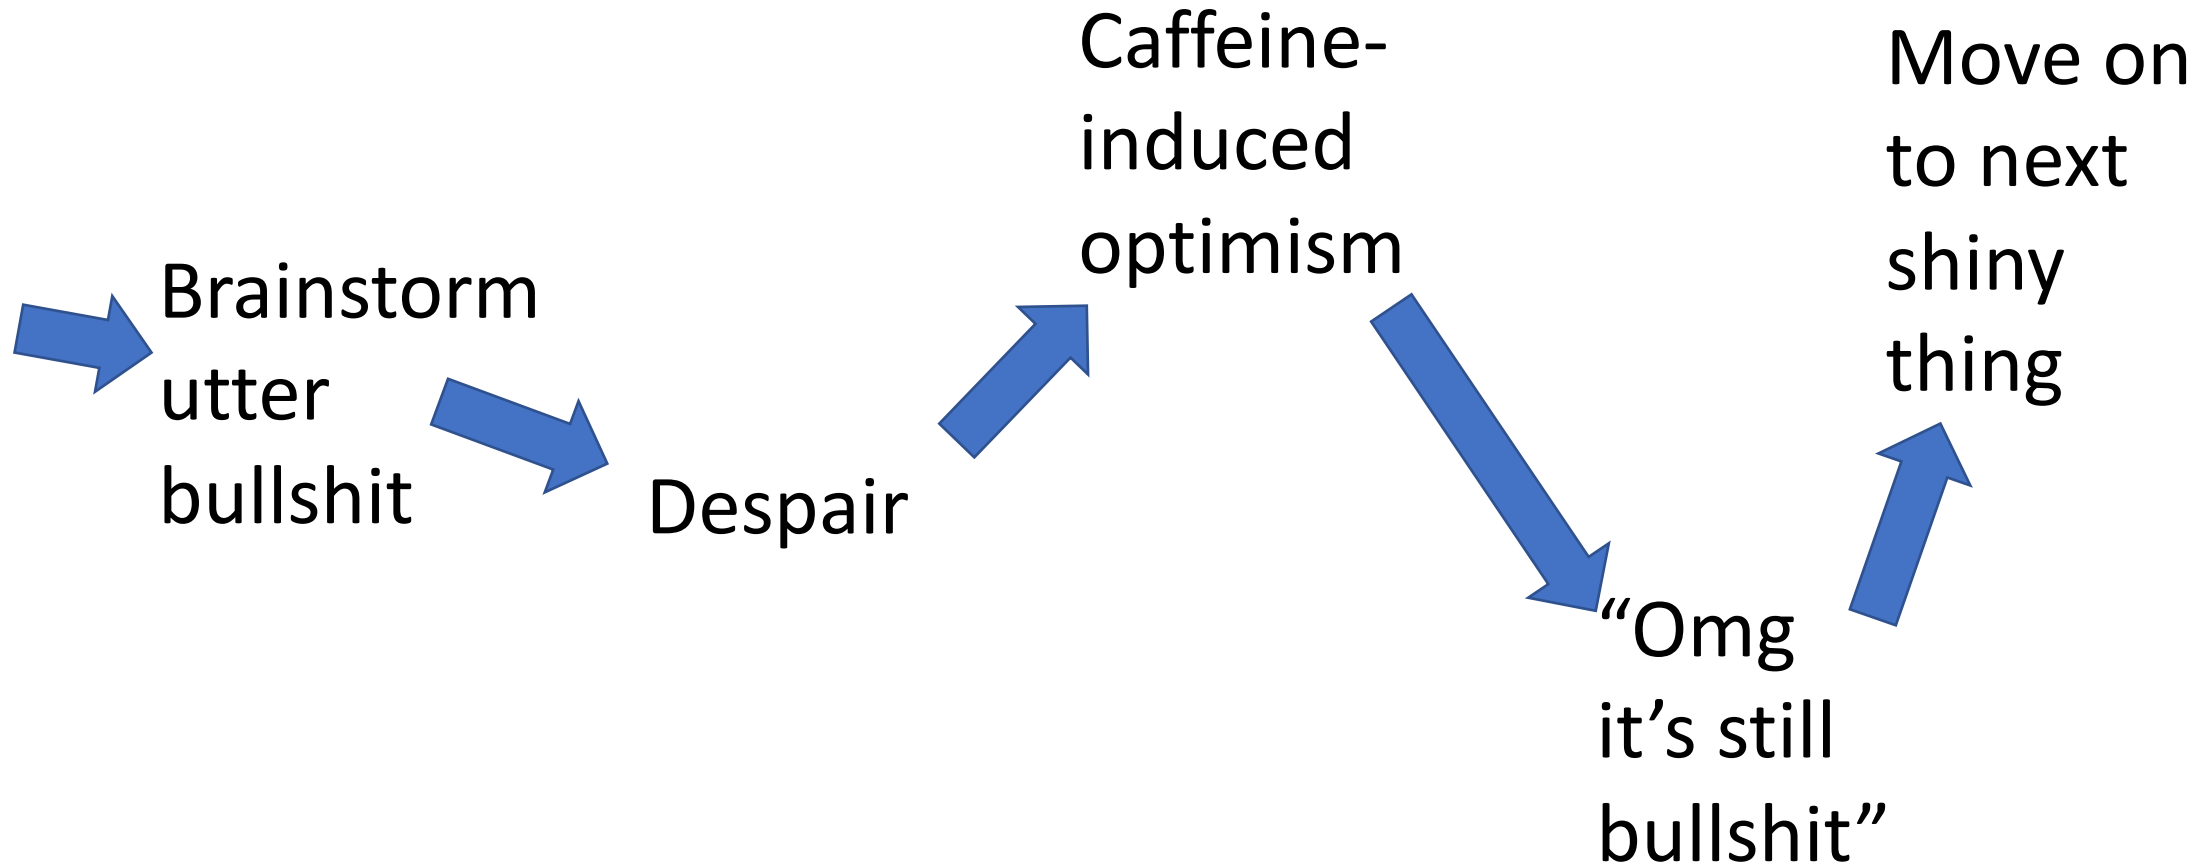 Brainstorm
utter
bullshit
Despair
Caffeine-
induced
optimism
“Omg
it’s still
bullshit”
Move on
to next
shiny
thing